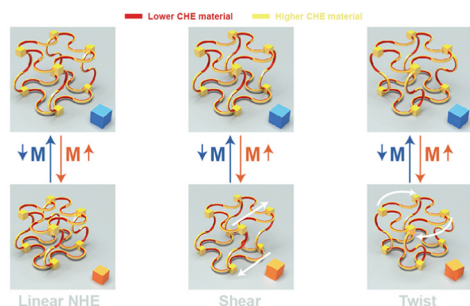 Lower CHE material Higher CHE material
↓M M↑ ↓M M↑ ↓M M↑
Linear NHE Shear Twist